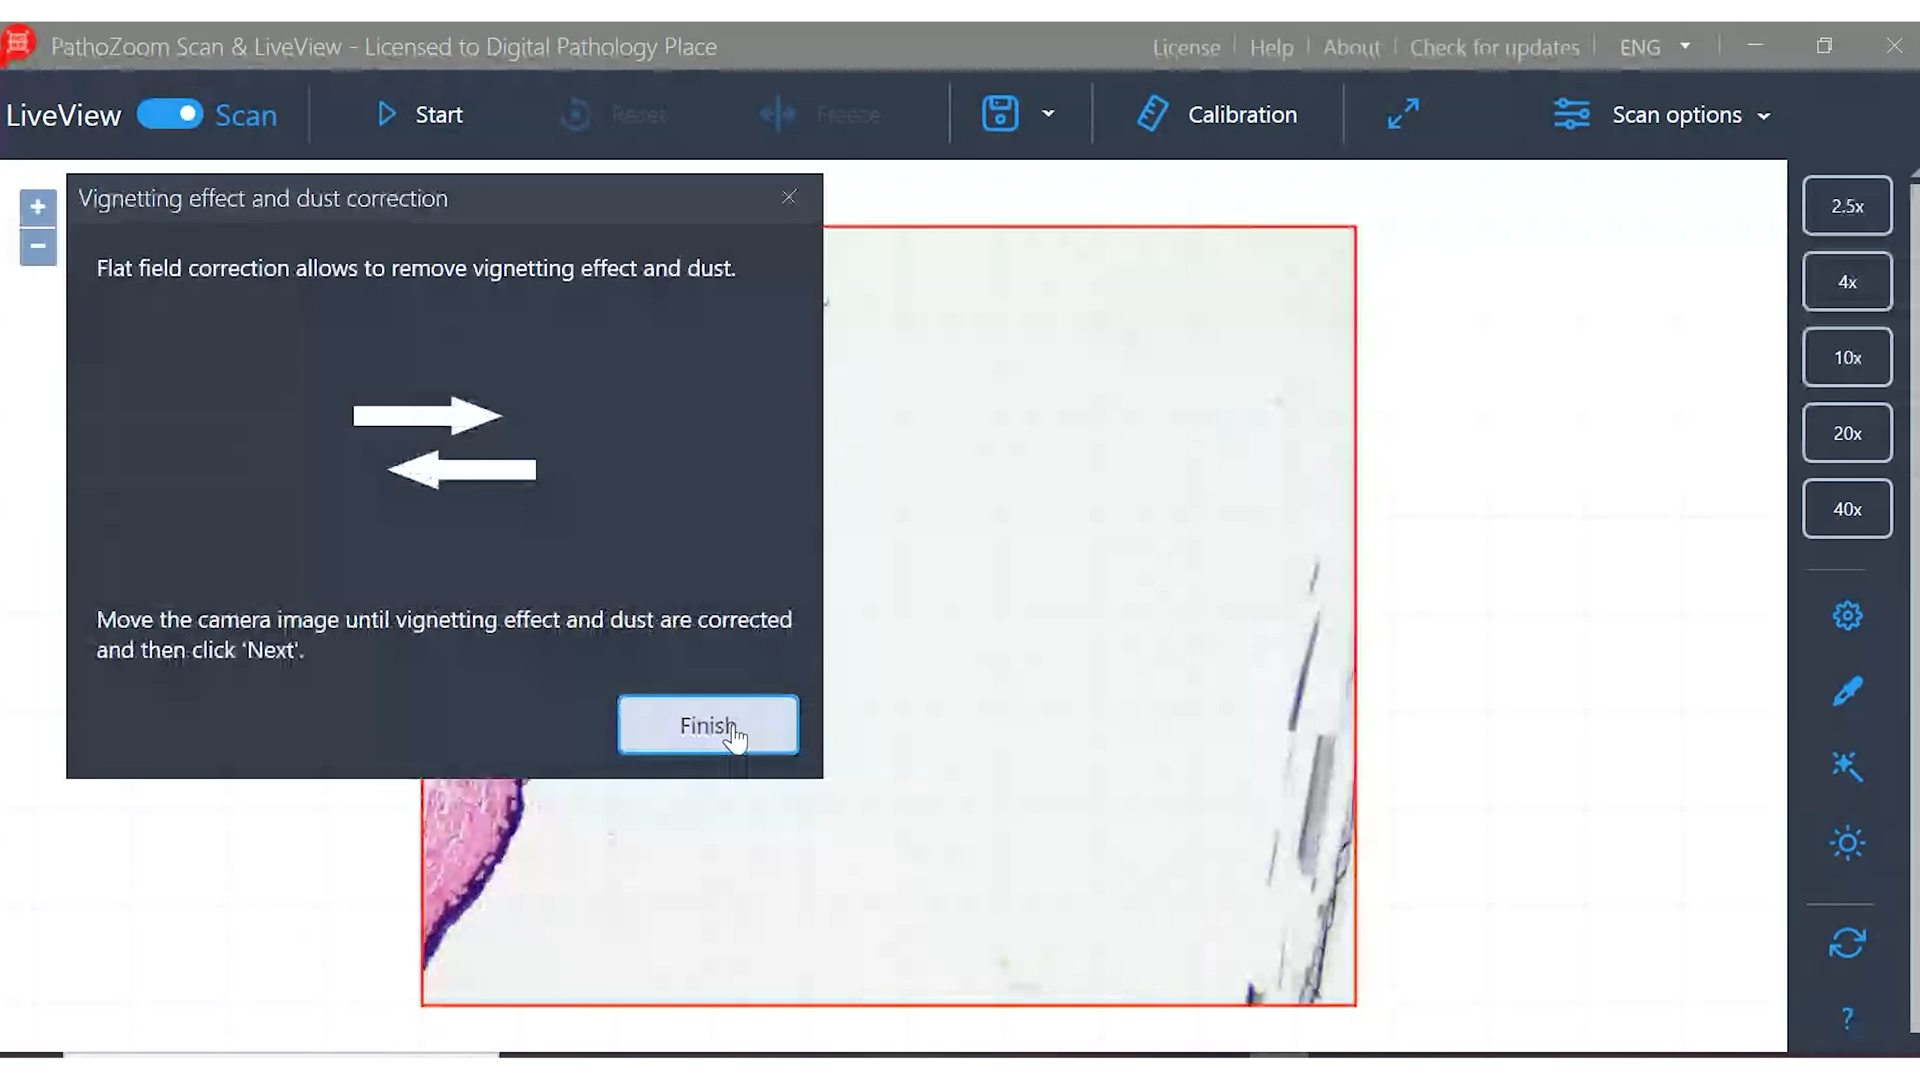 PathoZoom Scan & LiveView - Licensed to Digital Pathology Place
License Help About Check for updates ENG
LiveView Scan Start Reset Freeze Calibration Scan options
Vignetting effect and dust correction
Flat field correction allows to remove vignetting effect and dust.
Move the camera image until vignetting effect and dust are corrected
and then click 'Next'.
Finish
2.5x
4x
10x
20x
40x